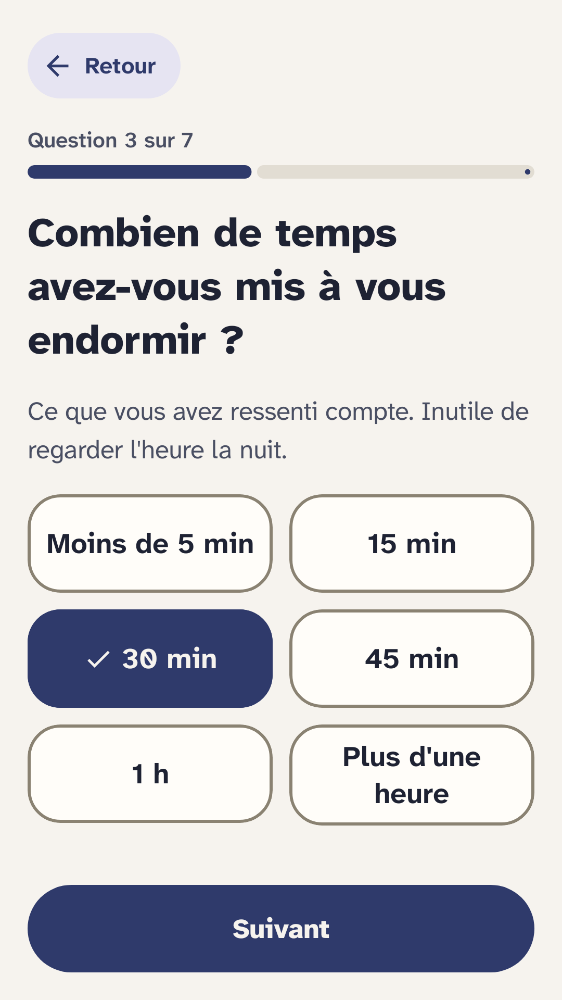 Retour
Question 3 sur 7
Combien de temps
avez-vous mis à vous
endormir ?
Ce que vous avez ressenti compte. Inutile de
regarder l'heure la nuit.
Moins de 5 min
15 min
30 min
45 min
1 h
Plus d'une
heure
Suivant